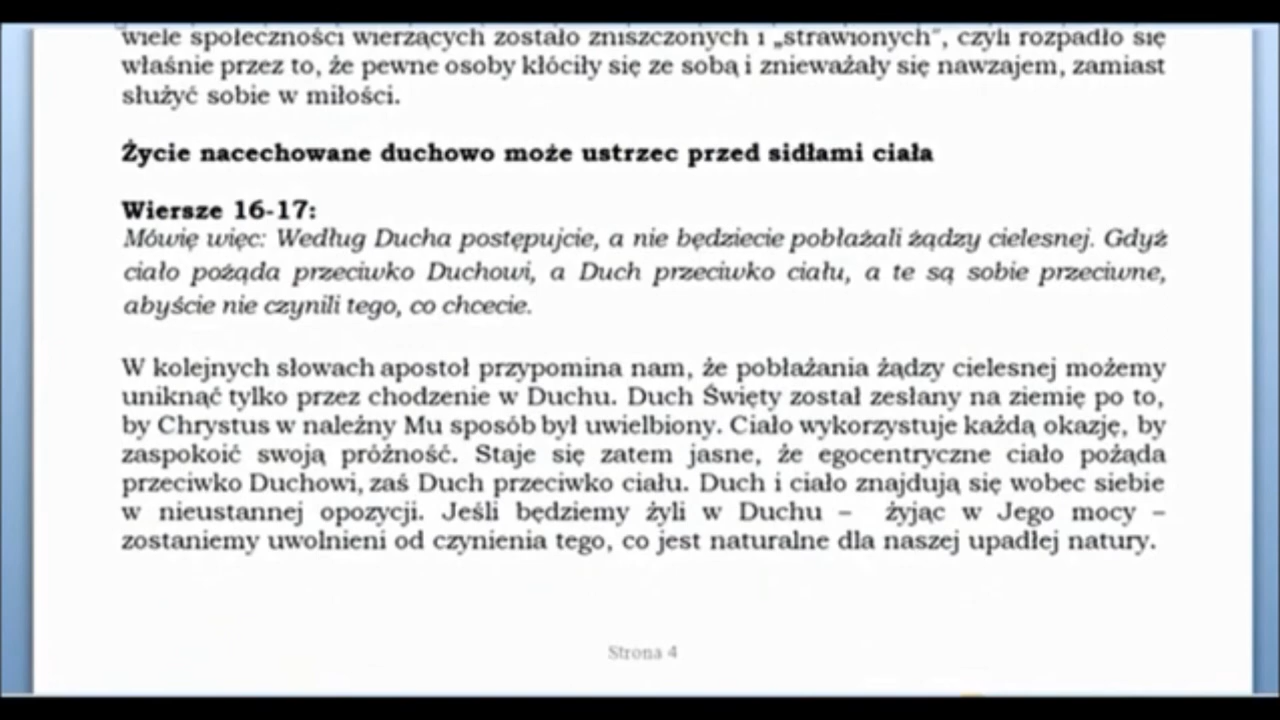 wiele społeczności wierzących zostało zniszczonych i „strawionych”, czyli rozpadło się
właśnie przez to, że pewne osoby kłóciły się ze sobą i znieważały się nawzajem, zamiast
służyć sobie w miłości.
Życie nacechowane duchowo może ustrzec przed sidłami ciała
Wiersze 16-17:
Mówię więc: Według Ducha postępujcie, a nie będziecie pobłażali żądzy cielesnej. Gdyż
ciało pożąda przeciwko Duchowi, a Duch przeciwko ciału, a te są sobie przeciwne,
abyście nie czynili tego, co chcecie.
W kolejnych słowach apostoł przypomina nam, że pobłażania żądzy cielesnej możemy
uniknąć tylko przez chodzenie w Duchu. Duch Święty został zesłany na ziemię po to,
by Chrystus w należny Mu sposób był uwielbiony. Ciało wykorzystuje każdą okazję, by
zaspokoić swoją próżność. Staje się zatem jasne, że egocentryczne ciało pożąda
przeciwko Duchowi, zaś Duch przeciwko ciału. Duch i ciało znajdują się wobec siebie
w nieustannej opozycji. Jeśli będziemy żyli w Duchu – żyjąc w Jego mocy –
zostaniemy uwolnieni od czynienia tego, co jest naturalne dla naszej upadłej natury.
Strona 4